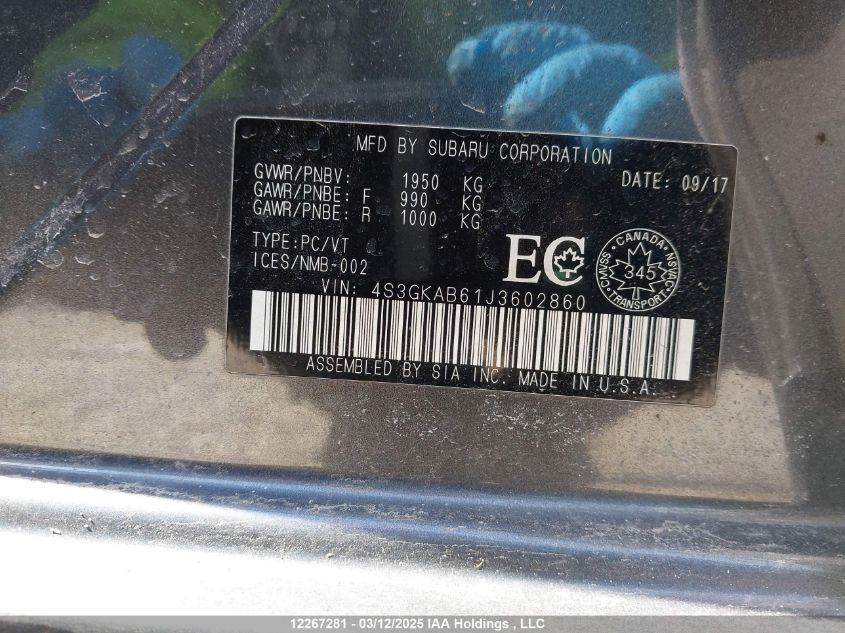 MFD BY SUBARU CORPORATION
GVWR/PNBV: 1950 KG DATE: 09/17
GAWR/PNBE: F 990 KG
GAWR/PNBE: R 1000 KG
TYPE:PC/VT
ICES/NMB-002
EC
CANADA
CMVSS 345 NSVAC
TRANSPORT
VIN: 4S3GKAB61J3602860
ASSEMBLED BY SIA INC. MADE IN U.S.A.
12267281 - 03/12/2025 IAA Holdings , LLC